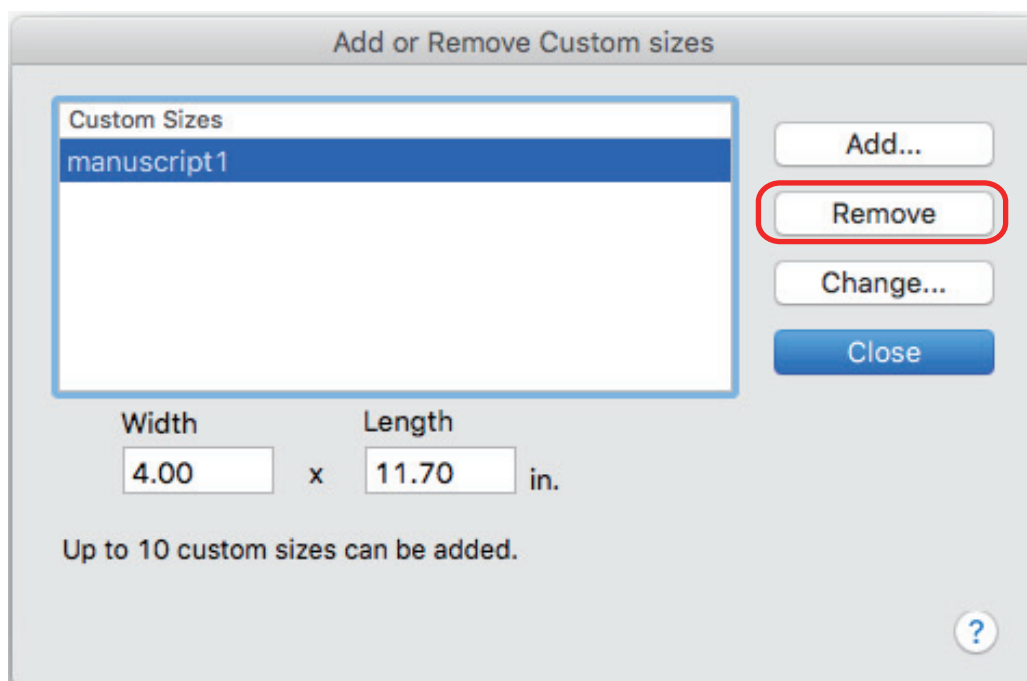 Add or Remove Custom sizes
Custom Sizes
manuscript1
Add...
Remove
Change...
Close
Width Length
4.00 x 11.70 in.
Up to 10 custom sizes can be added.
?